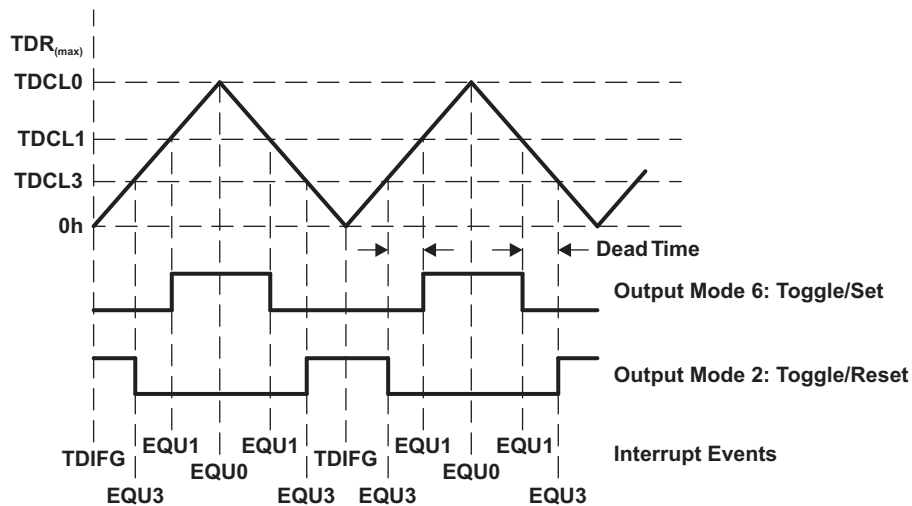 TDR(max)
TDCL0
TDCL1
TDCL3
0h
Dead Time
Output Mode 6: Toggle/Set
Output Mode 2: Toggle/Reset
EQU1 EQU1 EQU1 EQU1
TDIFG TDIFG Interrupt Events
EQU0 EQU0
EQU3 EQU3 EQU3 EQU3